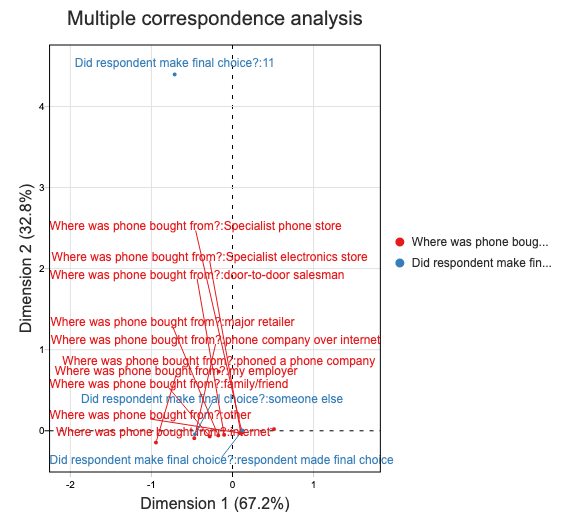 Multiple correspondence analysis
Did respondent make final choice?:11
4
3
Where was phone bought from?:Specialist phone store
Where was phone boug...
Where was phone bought from?:Specialist electronics store
Did respondent make fin...
2
Where was phone bought from?:door-to-door salesman
Where was phone bought from?:major retailer
Where was phone bought from?:phone company over internet
1
Where was phone bought from?:phoned a phone company
Where was phone bought from?:my employer
Where was phone bought from?:family/friend
Did respondent make final choice?:someone else
Where was phone bought from?:other
0
Where was phone bought from?:internet
Did respondent make final choice?:respondent made final choice
-2
-1
0
1
Dimension 1 (67.2%)
Dimension 2 (32.8%)